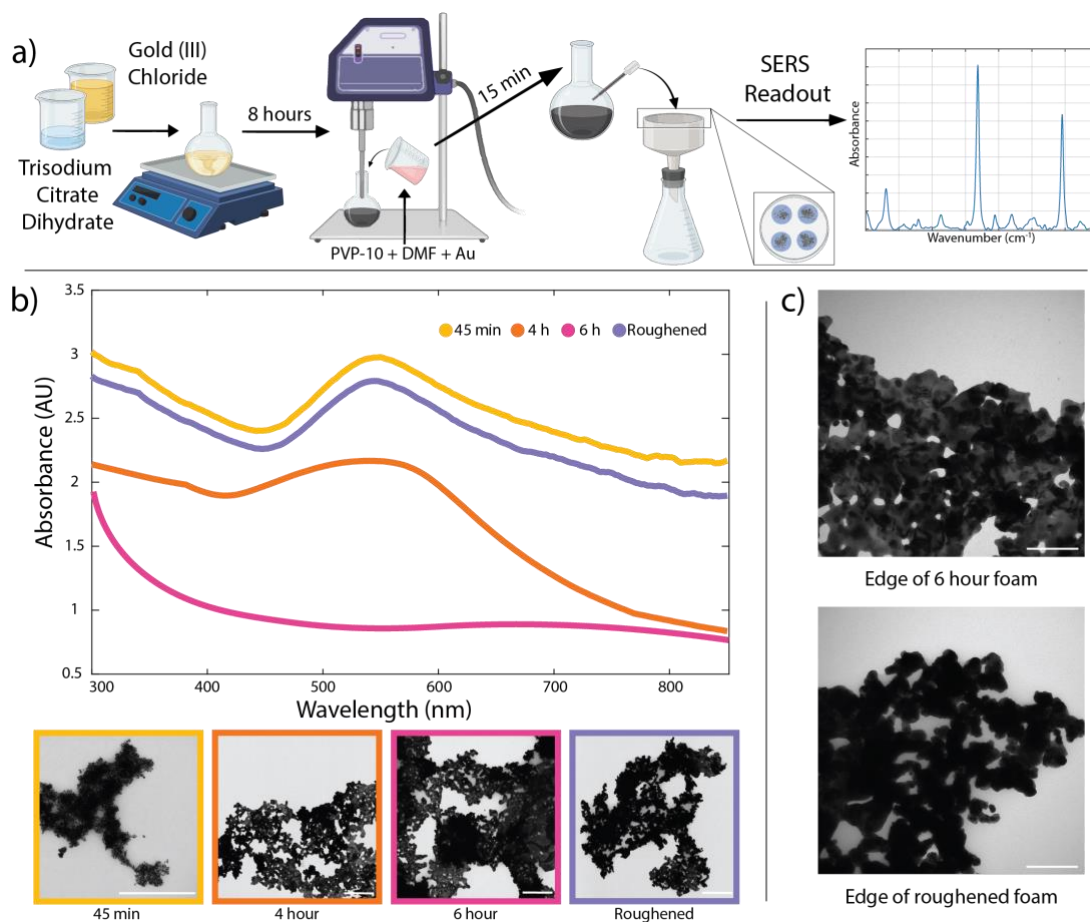 a)
Gold (III)
Chloride
Trisodium
Citrate
Dihydrate
8 hours
PVP-10 + DMF + Au
15 min
SERS
Readout
Absorbance
Wavenumber (cm⁻¹)
b)
3.5
3
2.5
2
1.5
1
0.5
Absorbance (AU)
45 min 4 h 6 h Roughened
300 400 500 600 700 800
Wavelength (nm)
45 min
4 hour
6 hour
Roughened
c)
Edge of 6 hour foam
Edge of roughened foam